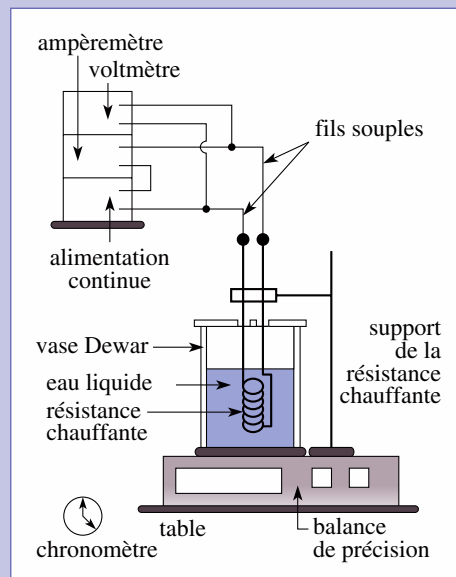 ampèremètre
voltmètre
fils souples
alimentation
continue
vase Dewar
eau liquide
résistance
chauffante
support
de la
résistance
chauffante
chronomètre
table
balance
de précision